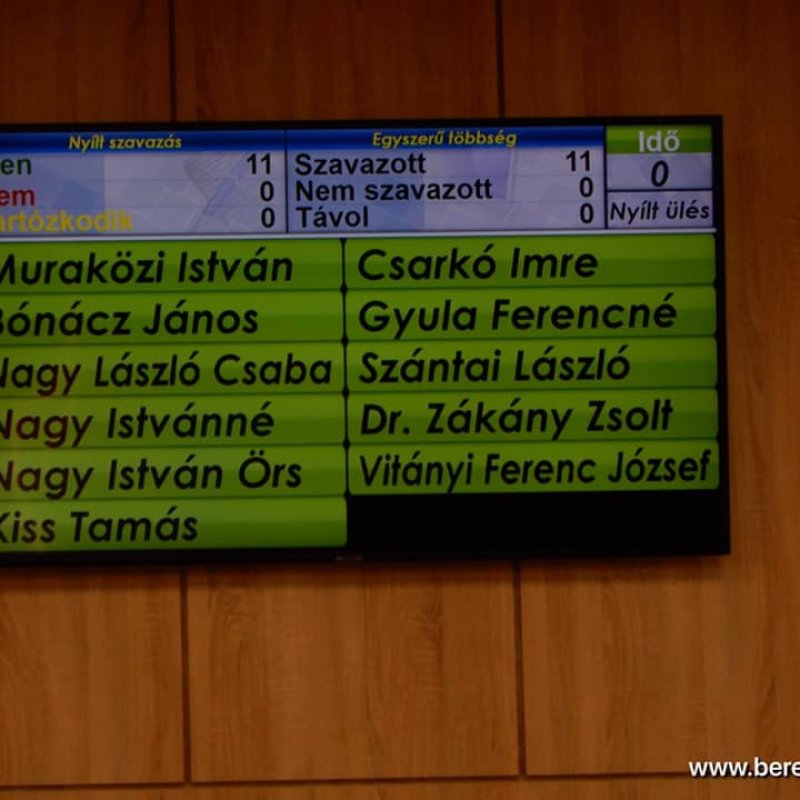 Nyílt szavazás Egyszerű többség Idő
en 11 Szavazott 11 0
em 0 Nem szavazott 0
artózkodik 0 Távol 0 Nyílt ülés
Muraközi István Csarkó Imre
Bónácz János Gyula Ferencné
Nagy László Csaba Szántai László
Nagy Istvánné Dr. Zákány Zsolt
Nagy István Örs Vitányi Ferenc József
Kiss Tamás
www.bere